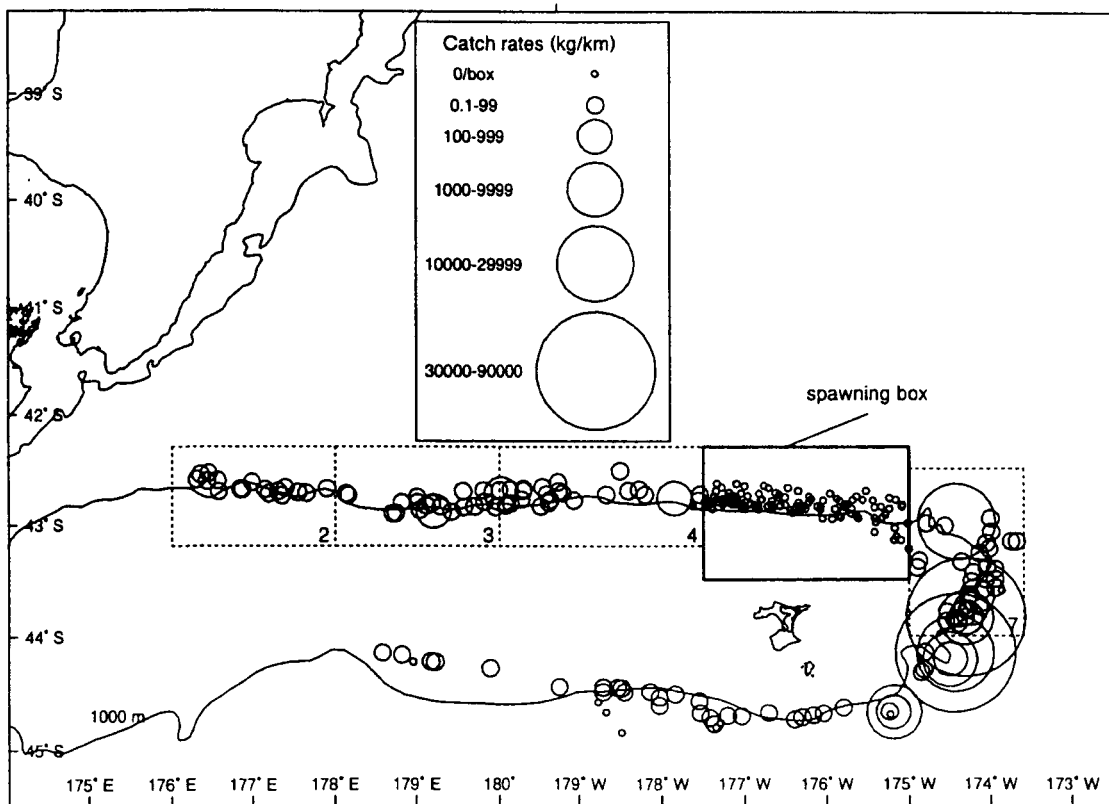 Catch rates (kg/km)
0/box
0.1-99
100-999
1000-9999
10000-29999
30000-90000
39° S
40° S
41° S
42° S
43° S
44° S
45° S
spawning box
2
3
4
7
1000 m
175° E 176° E 177° E 178° E 179° E 180° 179° W 178° W 177° W 176° W 175° W 174° W 173° W